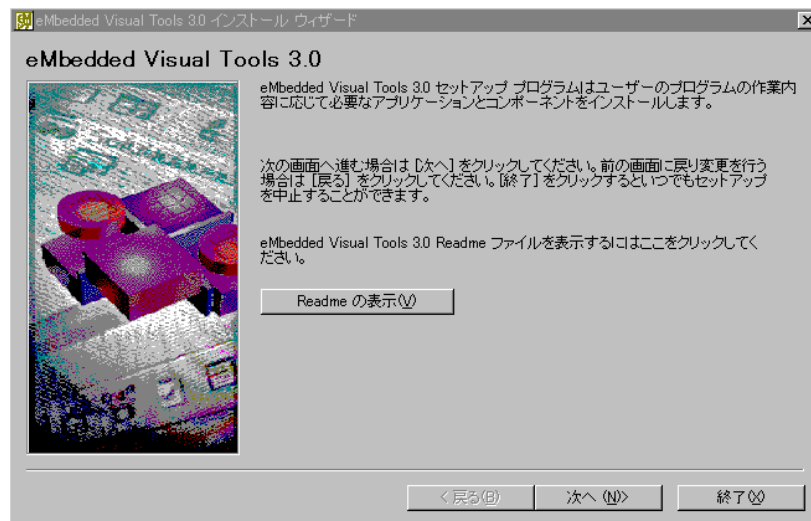 eMbedded Visual Tools 3.0 インストール ウィザード
eMbedded Visual Tools 3.0
eMbedded Visual Tools 3.0 セットアップ プログラムはユーザーのプログラムの作業内
容に応じて必要なアプリケーションとコンポーネントをインストールします。
次の画面へ進む場合は [次へ] をクリックしてください。前の画面に戻り変更を行う
場合は [戻る] をクリックしてください。[終了] をクリックするといつでもセットアップ
を中止することができます。
eMbedded Visual Tools 3.0 Readme ファイルを表示するにはここをクリックしてく
ださい。
Readme の表示(V)
< 戻る(B)
次へ (N)>
終了(X)